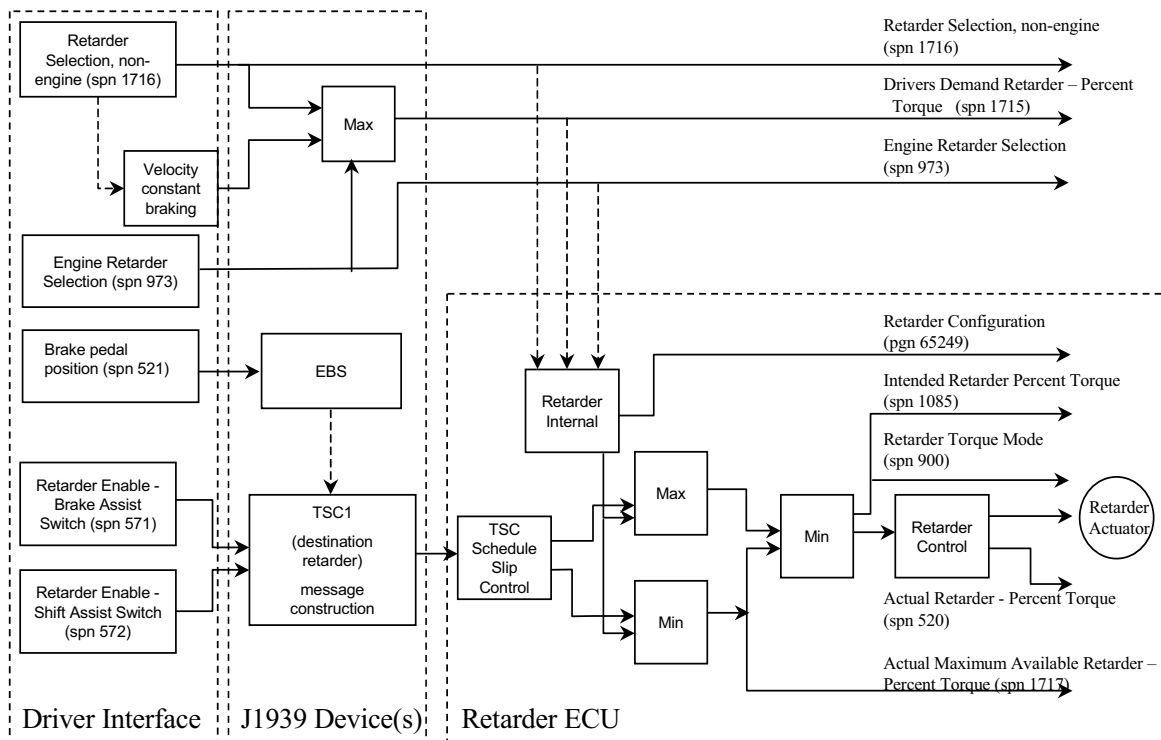 Retarder
Selection, non-
engine (spn 1716)
Velocity
constant
braking
Engine Retarder
Selection (spn 973)
Brake pedal
position (spn 521)
Retarder Enable -
Brake Assist
Switch (spn 571)
Retarder Enable -
Shift Assist Switch
(spn 572)
Driver Interface
Max
EBS
TSC1
(destination
retarder)
message
construction
J1939 Device(s)
Retarder Selection, non-engine
(spn 1716)
Drivers Demand Retarder – Percent
Torque (spn 1715)
Engine Retarder Selection
(spn 973)
Retarder
Internal
TSC
Schedule
Slip
Control
Max
Min
Min
Retarder
Control
Retarder
Actuator
Retarder Configuration
(pgn 65249)
Intended Retarder Percent Torque
(spn 1085)
Retarder Torque Mode
(spn 900)
Actual Retarder - Percent Torque
(spn 520)
Actual Maximum Available Retarder –
Percent Torque (spn 1717)
Retarder ECU